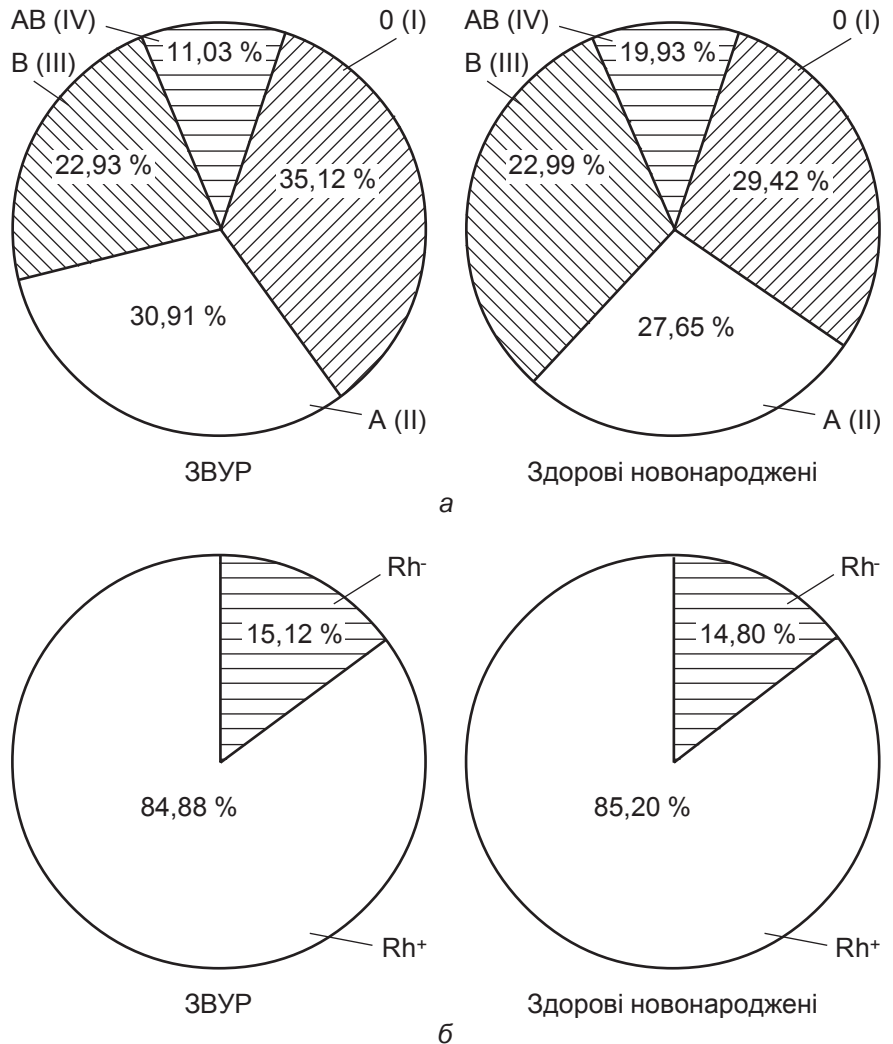 AB (IV)
0 (I)
B (III)
11,03 %
22,93 %
35,12 %
30,91 %
A (II)
ЗВУР
AB (IV)
0 (I)
B (III)
19,93 %
22,99 %
29,42 %
27,65 %
A (II)
Здорові новонароджені
а
Rh-
15,12 %
84,88 %
Rh+
ЗВУР
Rh-
14,80 %
85,20 %
Rh+
Здорові новонароджені
б